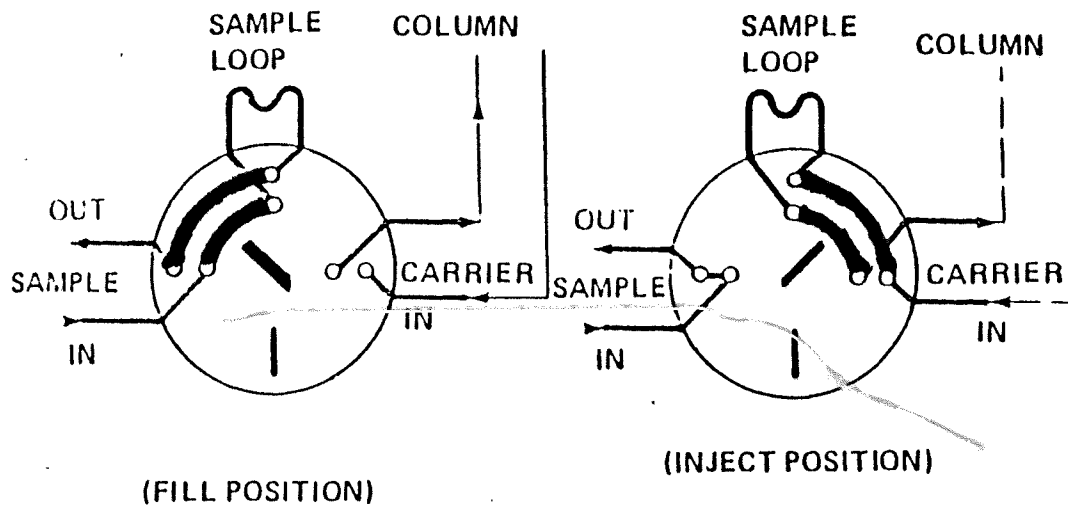 SAMPLE
LOOP
COLUMN
OUT
SAMPLE
IN
CARRIER
IN
(FILL POSITION)
SAMPLE
LOOP
COLUMN
OUT
SAMPLE
IN
CARRIER
IN
(INJECT POSITION)